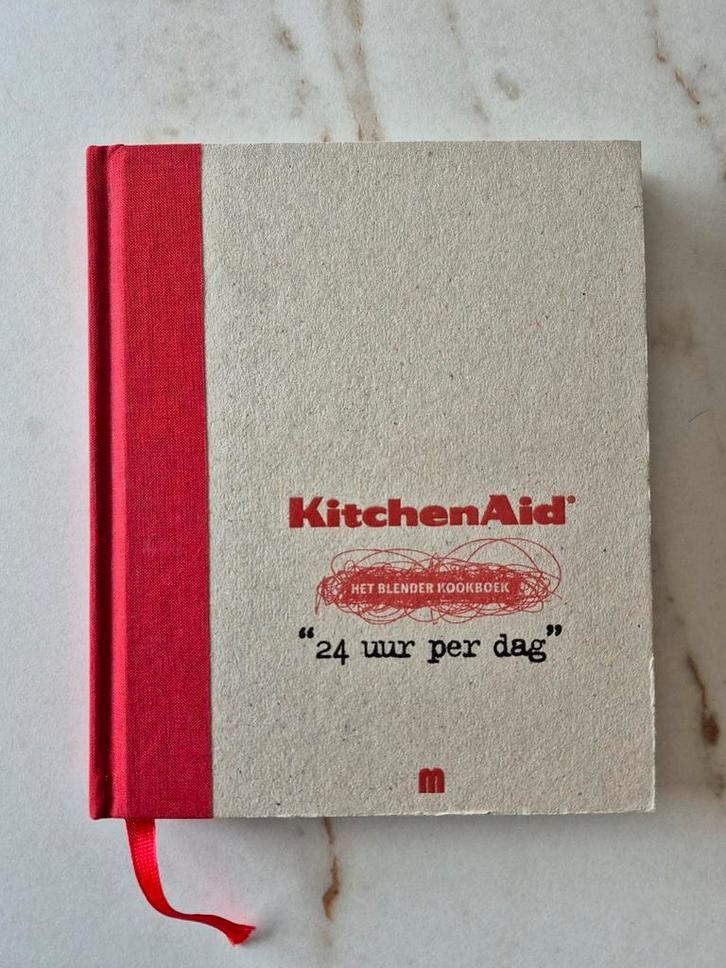 KitchenAid®
HET BLENDER KOOKBOEK
“24 uur per dag”
m